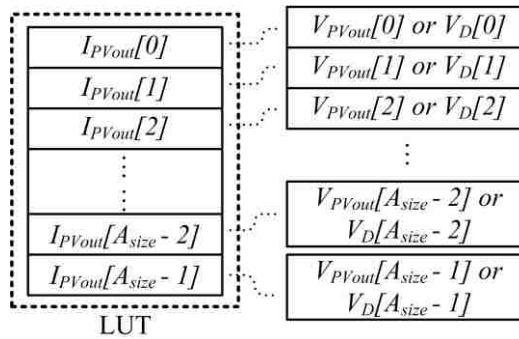 I_PVout[0]
I_PVout[1]
I_PVout[2]
I_PVout[A_size - 2]
I_PVout[A_size - 1]
LUT
V_PVout[0] or V_D[0]
V_PVout[1] or V_D[1]
V_PVout[2] or V_D[2]
V_PVout[A_size - 2] or
V_D[A_size - 2]
V_PVout[A_size - 1] or
V_D[A_size - 1]